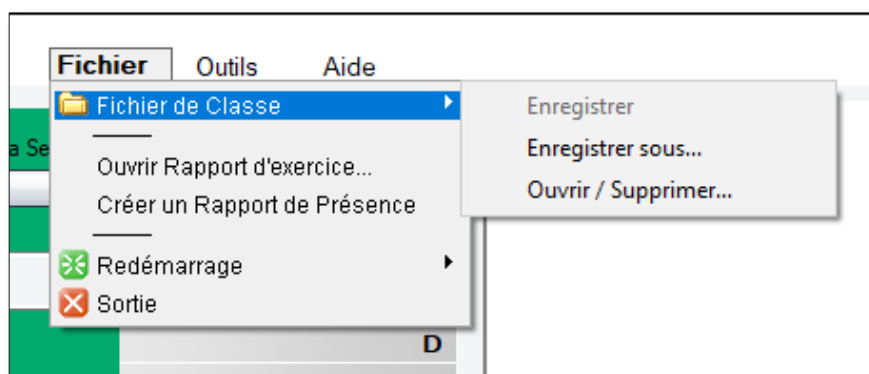 Fichier Outils Aide
Fichier de Classe
Enregistrer
Enregistrer sous...
Ouvrir / Supprimer...
a Se
Ouvrir Rapport d'exercice...
Créer un Rapport de Présence
Redémarrage
Sortie
D